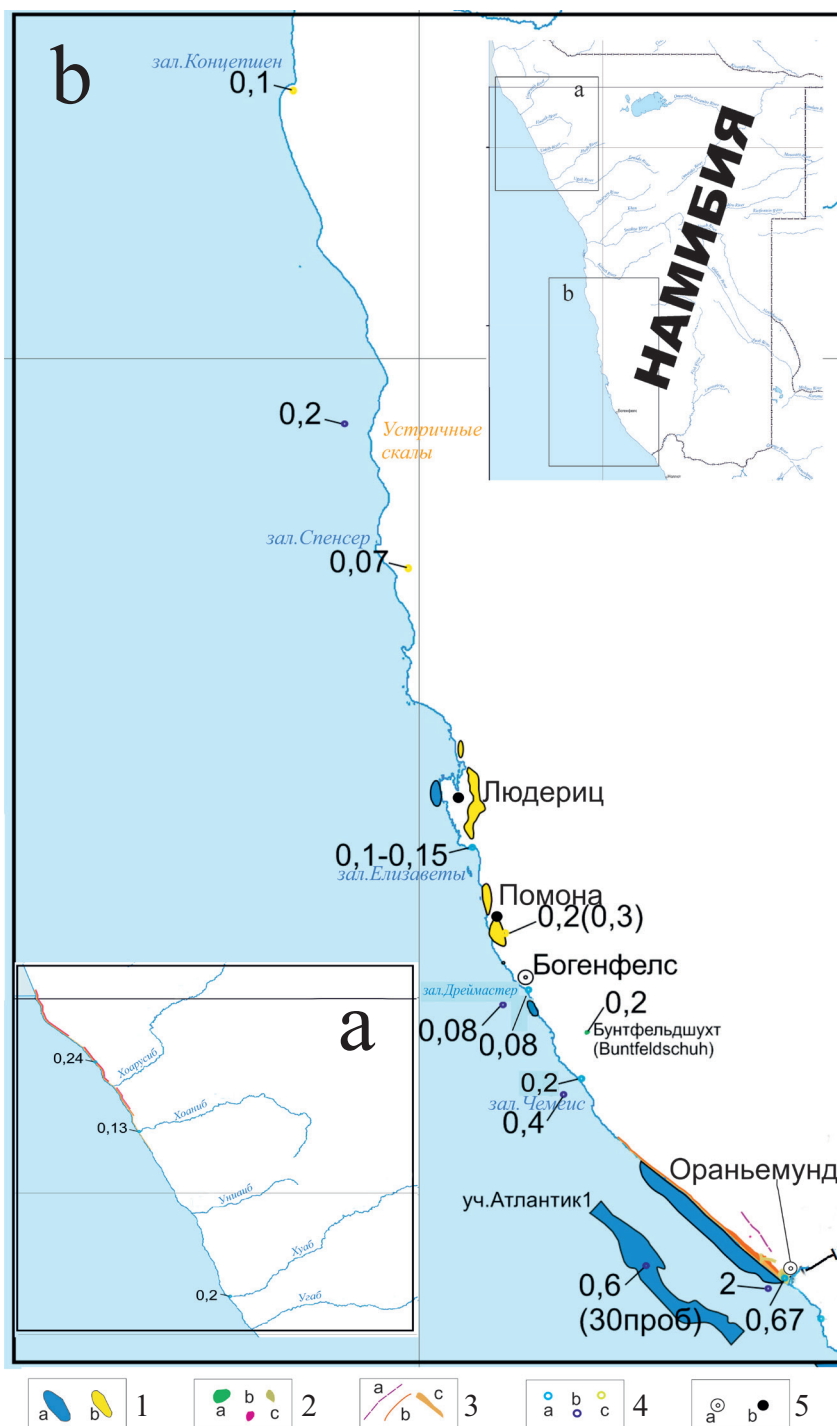 b
зал.Концепшен
0,1
a
b
НАМИБИЯ
0,2
Устричные
скалы
зал.Спенсер
0,07
Людериц
0,1-0,15
зал.Елизаветы
Помона
0,2(0,3)
Богенфелс
зал.Дреймастер
0,08
0,08
0,2
Бунтфельдшухт
(Buntfeldschuh)
0,2
зал.Чемеис
0,4
Ораньемунд
уч.Атлантик1
0,6
(30проб)
2
0,67
a
0,24
Хоарусиб
Хоаниб
0,13
Униаиб
Хуаб
0,2
Угаб
a b 1
a b c 2
a b c 3
a b c 4
a b 5